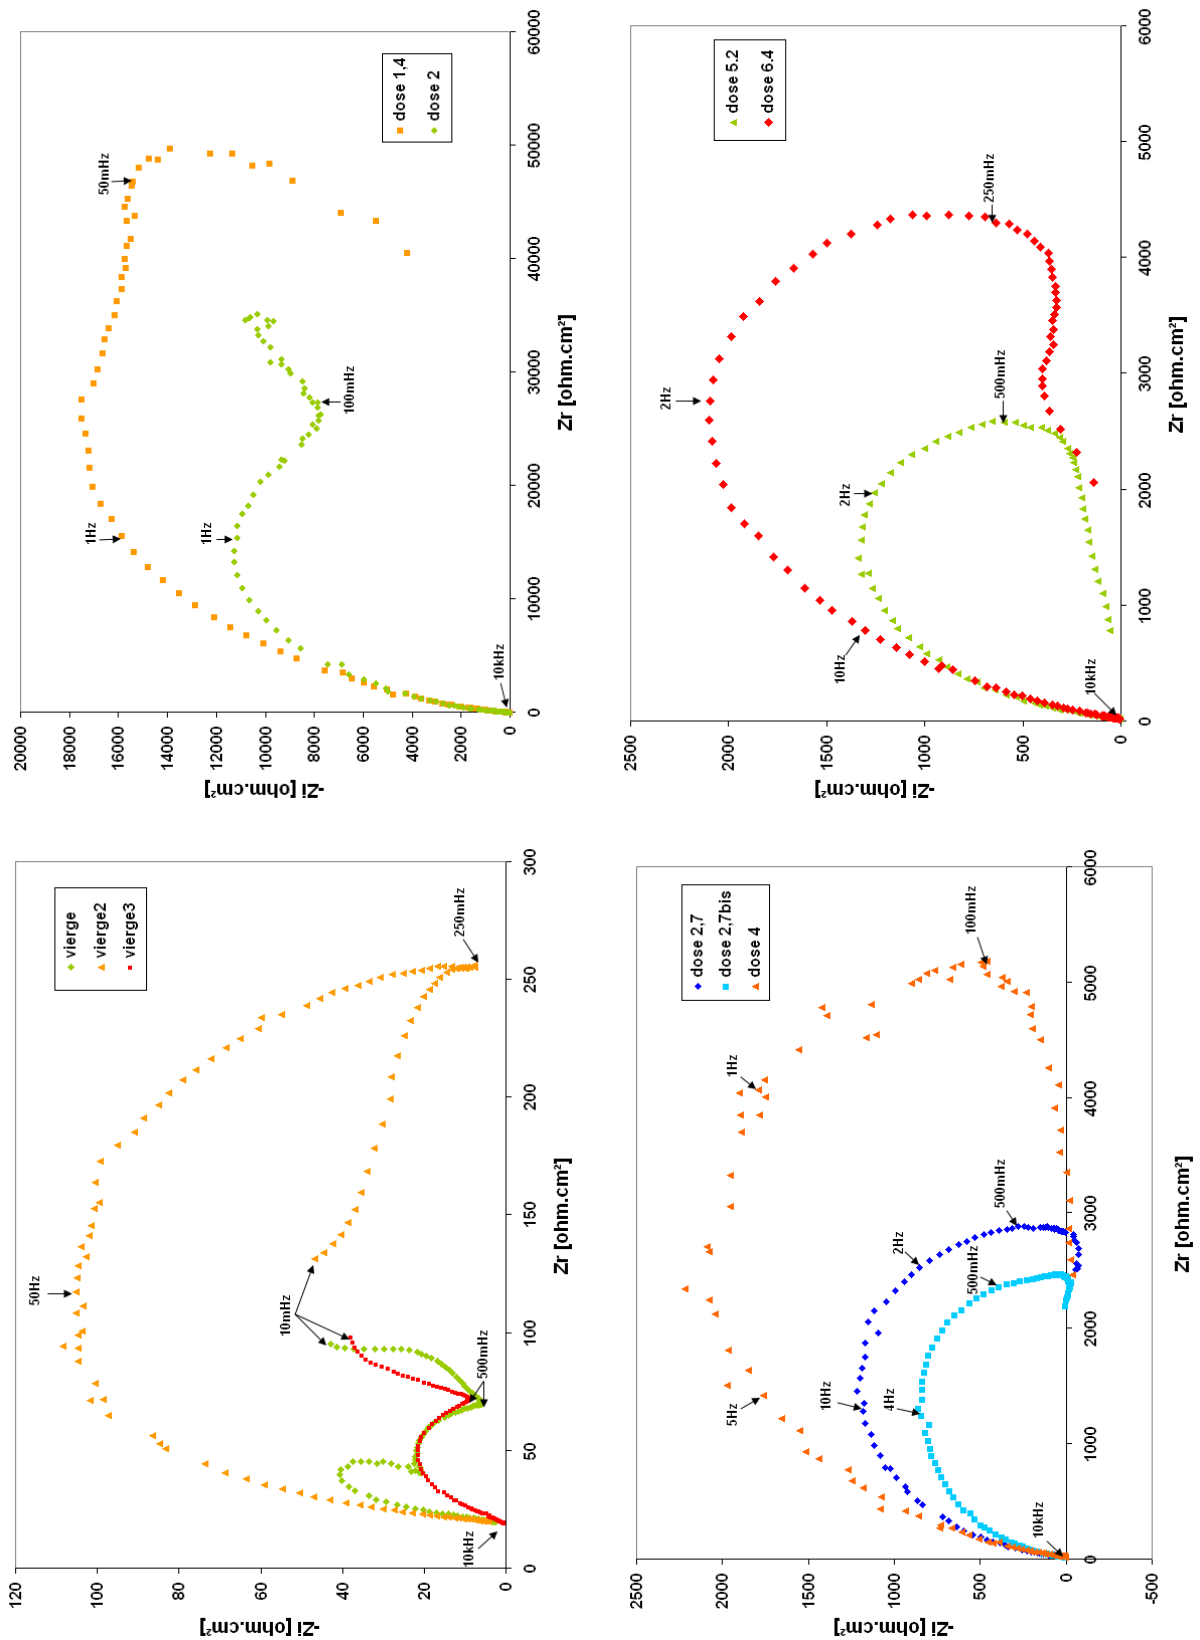 120
100
80
60
40
20
0
-Zi [ohm.cm²]
0
50
100
150
200
250
300
Zr [ohm.cm²]
vierge
vierge2
vierge3
50Hz
10mHz
500mHz
250mHz
10kHz
20000
18000
16000
14000
12000
10000
8000
6000
4000
2000
0
-Zi [ohm.cm²]
0
10000
20000
30000
40000
50000
60000
Zr [ohm.cm²]
dose 1,4
dose 2
1Hz
50mHz
1Hz
100mHz
10kHz
2500
2000
1500
1000
500
0
-500
-Zi [ohm.cm²]
0
1000
2000
3000
4000
5000
6000
Zr [ohm.cm²]
dose 2,7
dose 2,7bis
dose 4
5Hz
1Hz
100mHz
10Hz
2Hz
500mHz
4Hz
500mHz
10kHz
2500
2000
1500
1000
500
0
-Zi [ohm.cm²]
0
1000
2000
3000
4000
5000
6000
Zr [ohm.cm²]
dose 5.2
dose 6.4
2Hz
10Hz
2Hz
500mHz
250mHz
10kHz